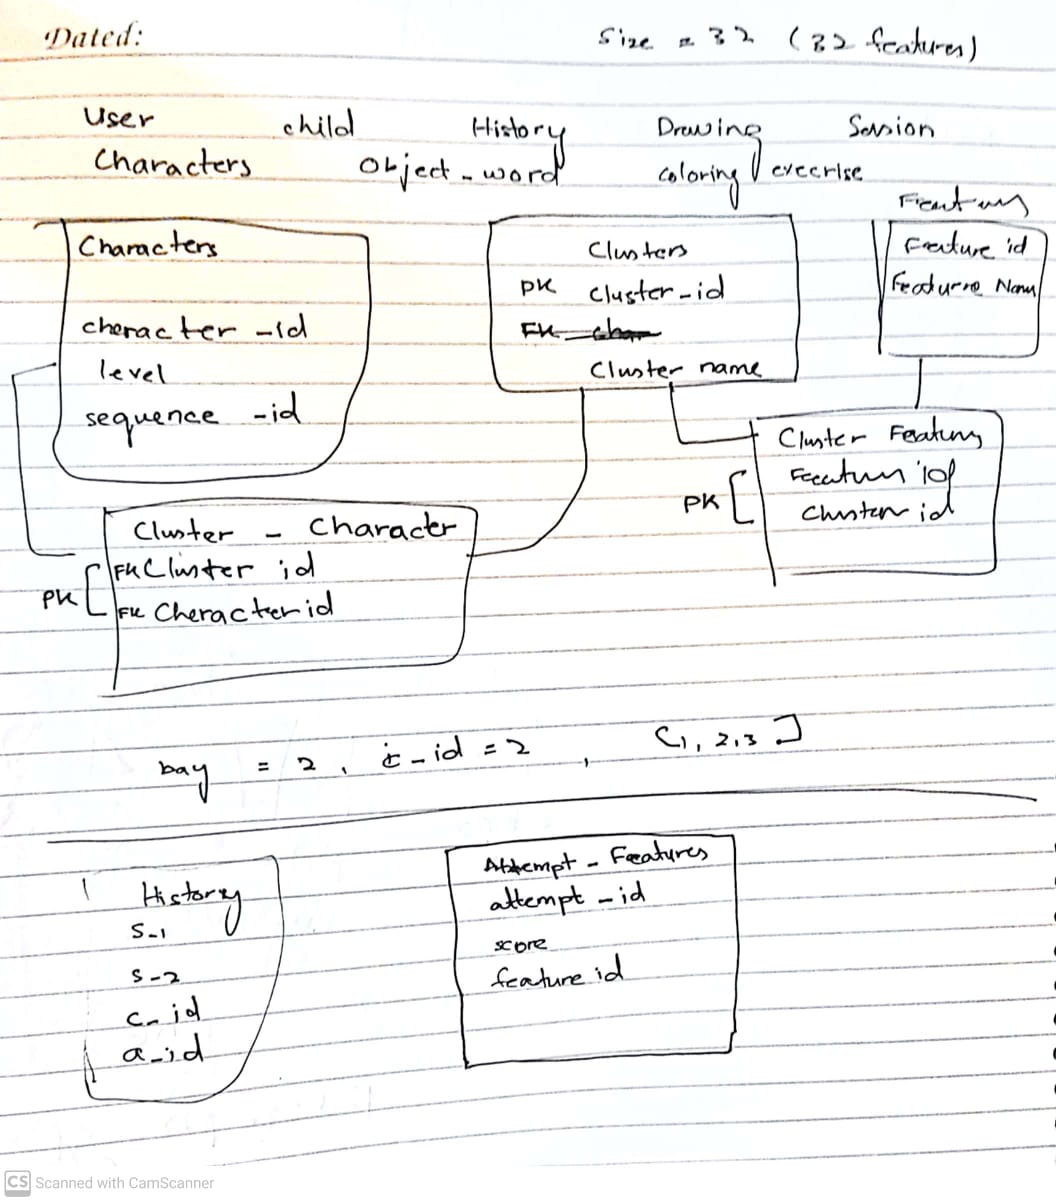 Dated:
Size = 32 (32 features)
User child History Drawing Session
Characters Object-word coloring execrise
Characters
cheracter-id
level
sequence-id
Clusters
PK Cluster-id
FK char
Cluster name
Features
Feature id
Feature Name
Cluster Features
PK Feature id
Cluster id
Cluster - Character
PK FK Cluster id
FK Cheracter id
bay = 2, c-id = 2, [1, 2, 3]
History
S-1
S-2
C-id
a-id
Attempt - Features
attempt-id
score
feature id
CS Scanned with CamScanner